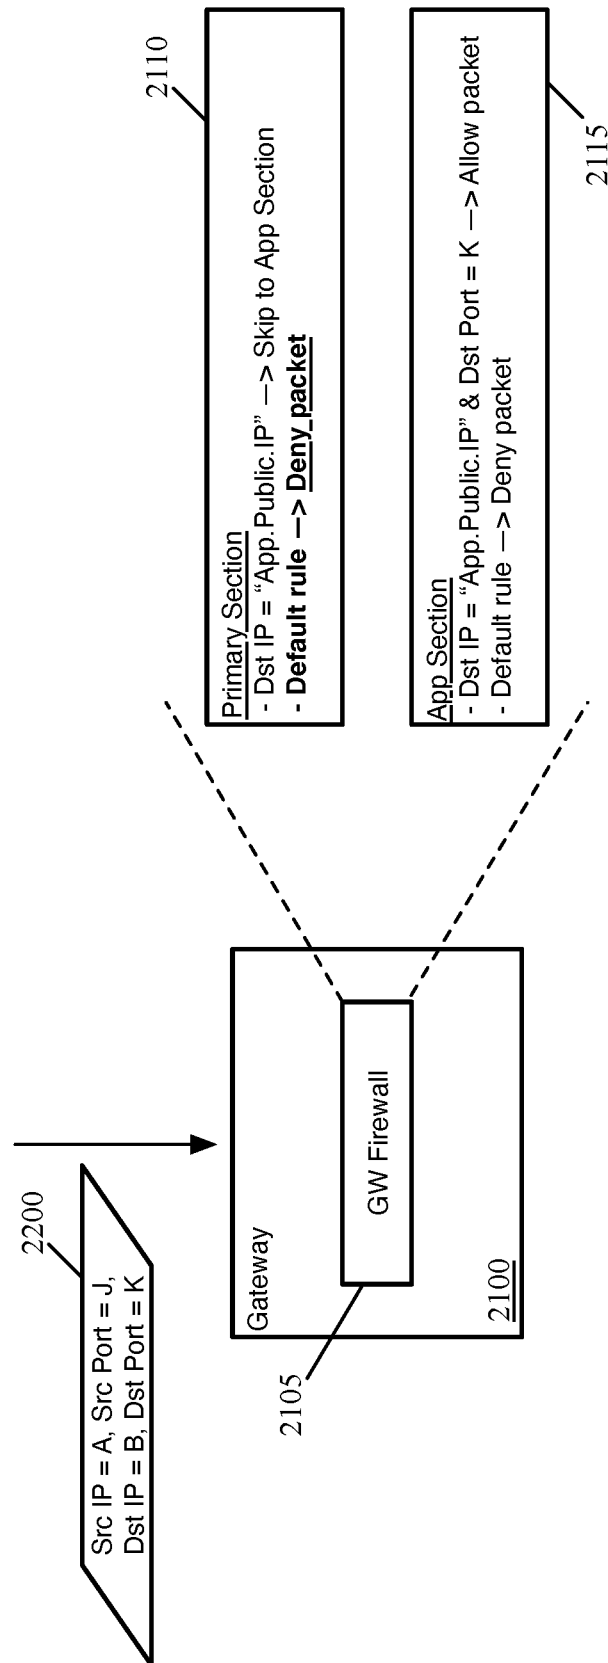 2200
Src IP = A, Src Port = J,
Dst IP = B, Dst Port = K
Gateway
2105
GW Firewall
2100
2110
Primary Section
- Dst IP = “App.Public.IP” —> Skip to App Section
- Default rule —> Deny packet
App Section
- Dst IP = “App.Public.IP” & Dst Port = K —> Allow packet
- Default rule —> Deny packet
2115